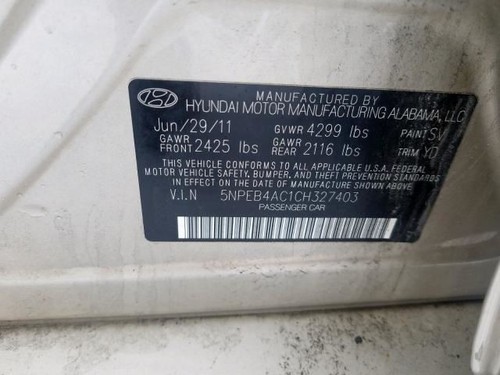 MANUFACTURED BY
HYUNDAI MOTOR MANUFACTURING ALABAMA, LLC
Jun/29/11 GVWR 4299 lbs PAINT SV
GAWR FRONT 2425 lbs GAWR REAR 2116 lbs TRIM YD
THIS VEHICLE CONFORMS TO ALL APPLICABLE U.S.A. FEDERAL
MOTOR VEHICLE SAFETY, BUMPER, AND THEFT PREVENTION
STANDARDS IN EFFECT ON THE DATE OF MANUFACTURE SHOWN ABOVE.
V.I.N 5NPEB4AC1CH327403
PASSENGER CAR